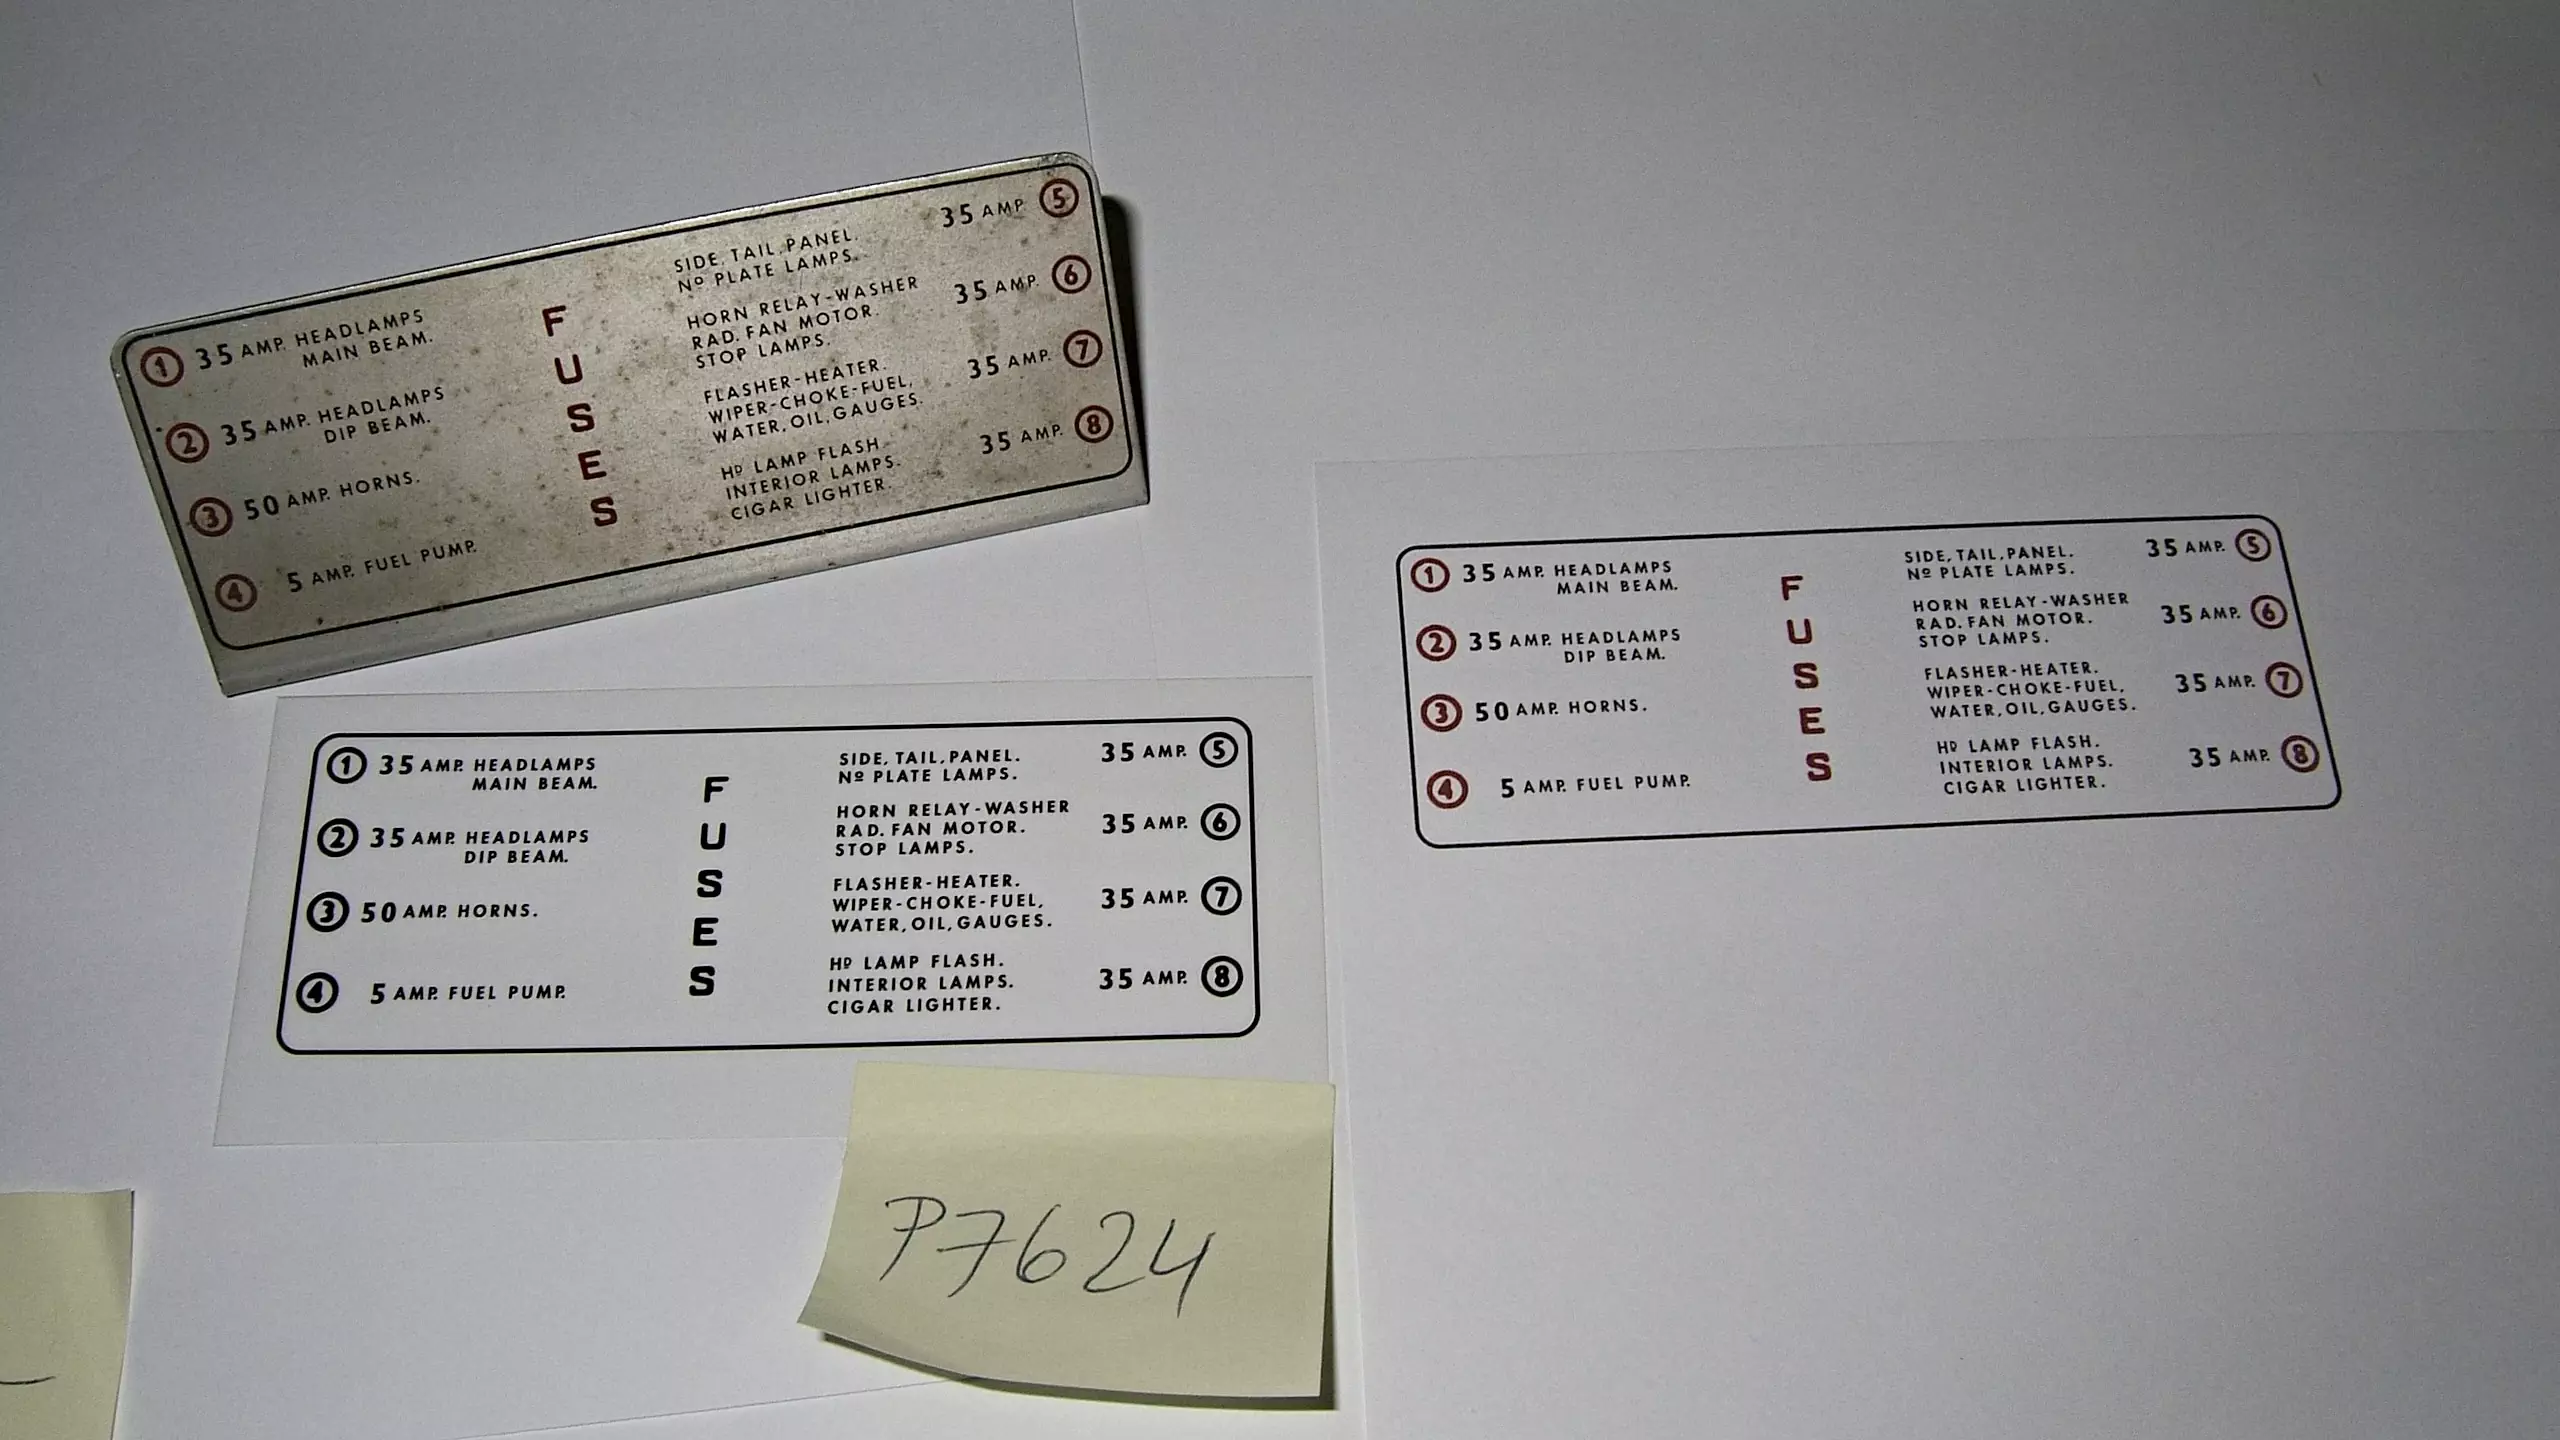 1 35 AMP. HEADLAMPS
MAIN BEAM.
2 35 AMP. HEADLAMPS
DIP BEAM.
3 50 AMP. HORNS.
4 5 AMP. FUEL PUMP.
F
U
S
E
S
SIDE, TAIL, PANEL. 35 AMP. 5
Nº PLATE LAMPS.
HORN RELAY-WASHER 35 AMP. 6
RAD. FAN MOTOR.
STOP LAMPS.
FLASHER-HEATER. 35 AMP. 7
WIPER-CHOKE-FUEL,
WATER, OIL, GAUGES.
HD LAMP FLASH. 35 AMP. 8
INTERIOR LAMPS.
CIGAR LIGHTER.
1 35 AMP. HEADLAMPS
MAIN BEAM.
2 35 AMP. HEADLAMPS
DIP BEAM.
3 50 AMP. HORNS.
4 5 AMP. FUEL PUMP.
F
U
S
E
S
SIDE, TAIL, PANEL. 35 AMP. 5
Nº PLATE LAMPS.
HORN RELAY-WASHER 35 AMP. 6
RAD. FAN MOTOR.
STOP LAMPS.
FLASHER-HEATER. 35 AMP. 7
WIPER-CHOKE-FUEL,
WATER, OIL, GAUGES.
HD LAMP FLASH. 35 AMP. 8
INTERIOR LAMPS.
CIGAR LIGHTER.
1 35 AMP. HEADLAMPS
MAIN BEAM.
2 35 AMP. HEADLAMPS
DIP BEAM.
3 50 AMP. HORNS.
4 5 AMP. FUEL PUMP.
F
U
S
E
S
SIDE, TAIL, PANEL. 35 AMP. 5
Nº PLATE LAMPS.
HORN RELAY-WASHER 35 AMP. 6
RAD. FAN MOTOR.
STOP LAMPS.
FLASHER-HEATER. 35 AMP. 7
WIPER-CHOKE-FUEL,
WATER, OIL, GAUGES.
HD LAMP FLASH. 35 AMP. 8
INTERIOR LAMPS.
CIGAR LIGHTER.
P7624